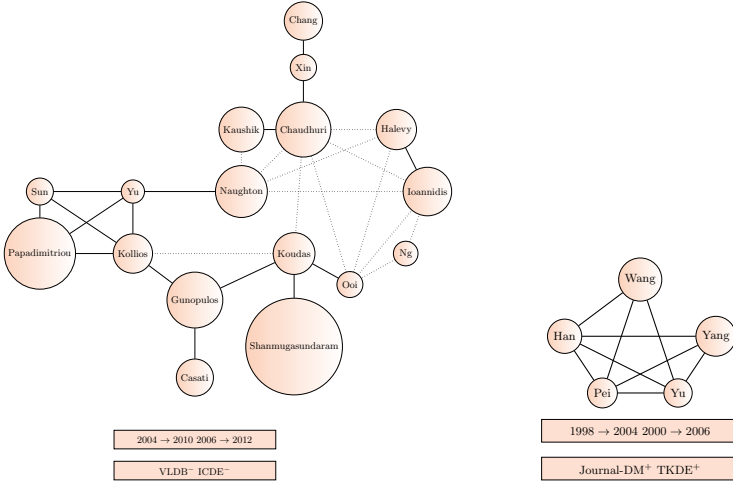 Chang
Xin
Kaushik
Chaudhuri
Halevy
Sun
Yu
Naughton
Ioannidis
Papadimitriou
Kollios
Koudas
Ng
Ooi
Gunopulos
Shanmugasundaram
Casati
2004 → 2010 2006 → 2012
VLDB⁻ ICDE⁻
Wang
Han
Yang
Pei
Yu
1998 → 2004 2000 → 2006
Journal-DM⁺ TKDE⁺